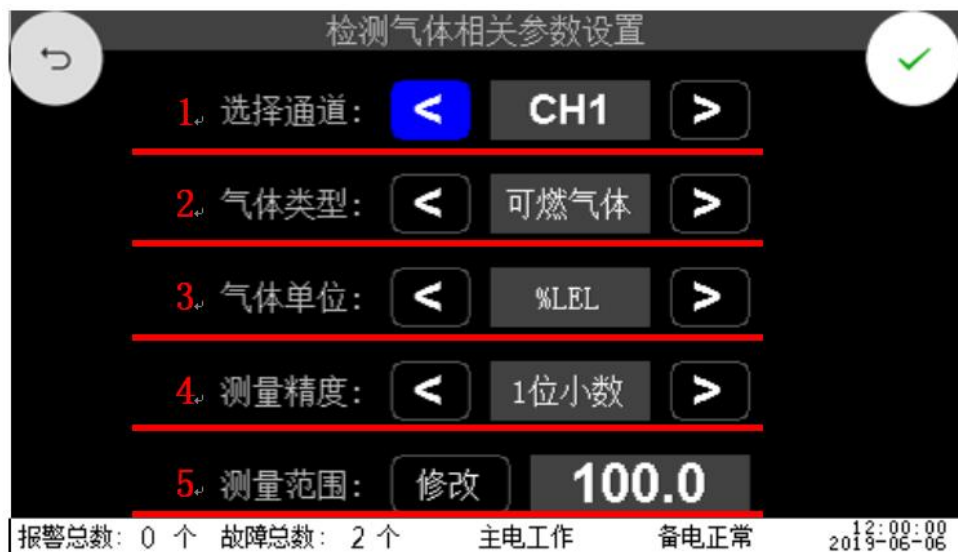 检测气体相关参数设置
1 选择通道: < CH1 >
2 气体类型: < 可燃气体 >
3 气体单位: < %LEL >
4 测量精度: < 1位小数 >
5 测量范围: 修改 100.0
报警总数: 0 个 故障总数: 2 个 主电工作 备电正常 12:00:00
2019-06-06